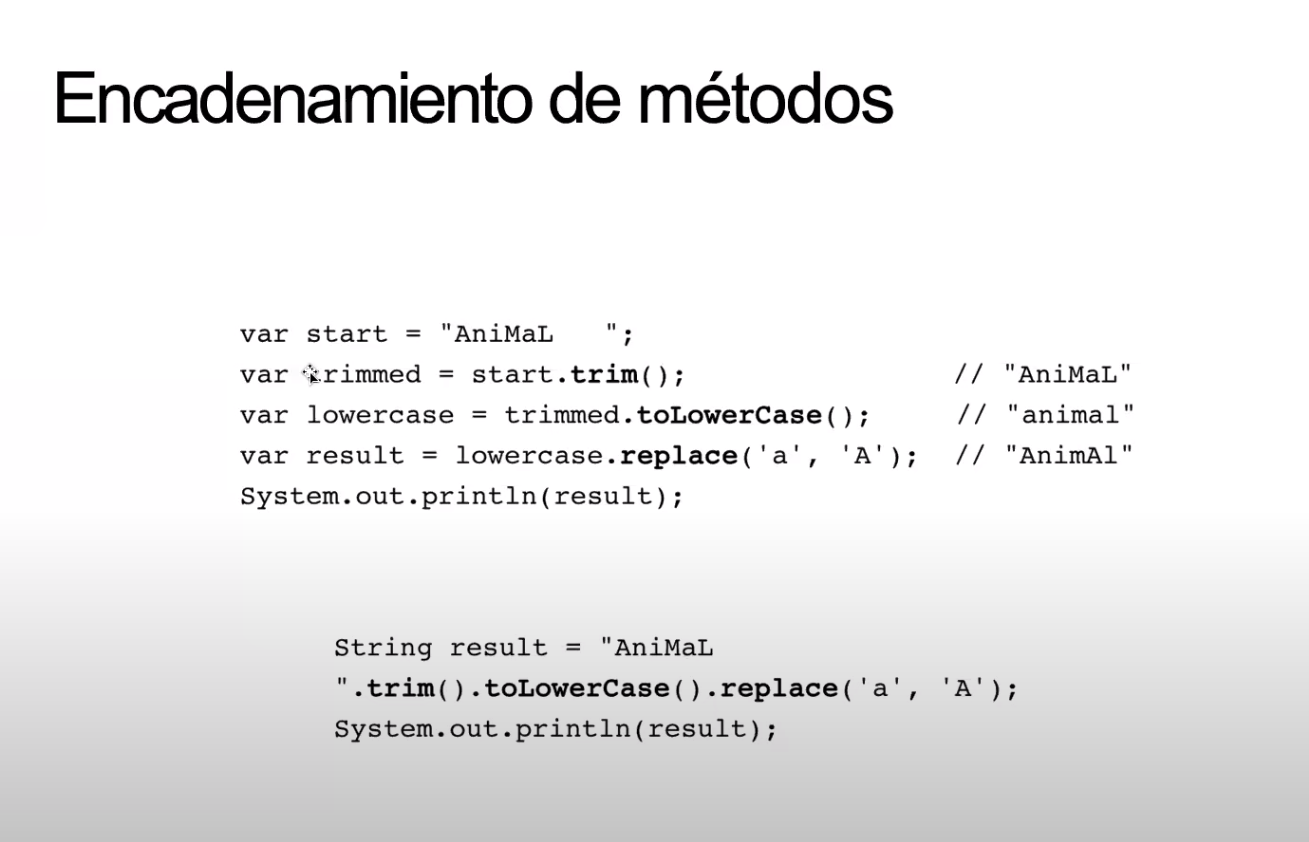 Encadenamiento de métodos
var start = "AniMaL   ";
var trimmed = start.trim();                // "AniMaL"
var lowercase = trimmed.toLowerCase();     // "animal"
var result = lowercase.replace('a', 'A');  // "AnimAl"
System.out.println(result);
String result = "AniMaL
".trim().toLowerCase().replace('a', 'A');
System.out.println(result);